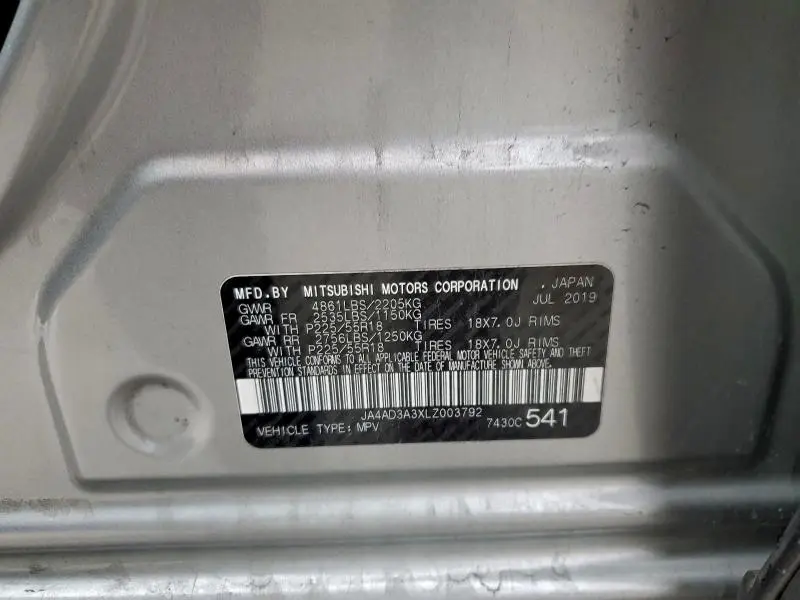 MFD.BY MITSUBISHI MOTORS CORPORATION . JAPAN
GVWR 4861LBS/2205KG JUL 2019
GAWR FR 2535LBS/1150KG
WITH P225/55R18 TIRES 18X7.0J RIMS
GAWR RR 2756LBS/1250KG
WITH P225/55R18 TIRES 18X7.0J RIMS
THIS VEHICLE CONFORMS TO ALL APPLICABLE FEDERAL MOTOR VEHICLE SAFETY AND THEFT
PREVENTION STANDARDS IN EFFECT ON THE DATE OF MANUFACTURE SHOWN ABOVE.
JA4AD3A3XLZ003792
VEHICLE TYPE: MPV 7430C 541